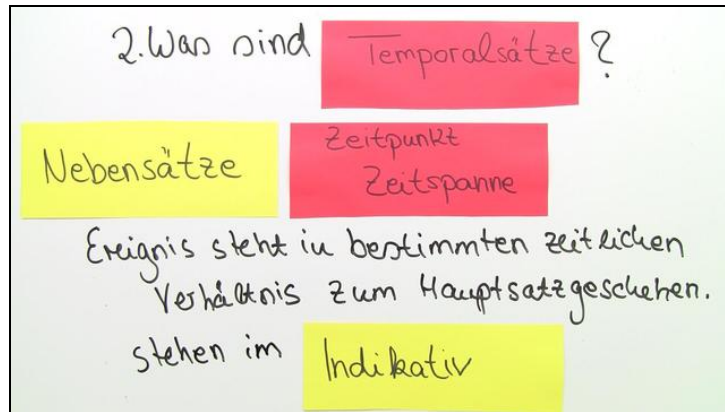 2. Was sind Temporalsätze?
Nebensätze Zeitpunkt
Zeitspanne
Ereignis steht in bestimmten zeitlichen
Verhältnis zum Hauptsatzgeschehen.
stehen im Indikativ